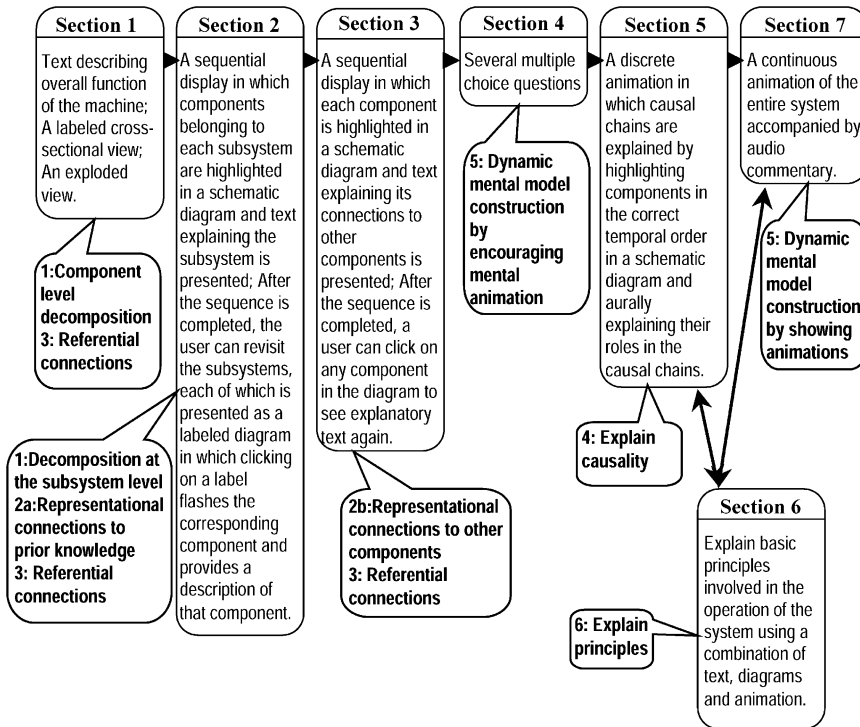 Section 1
Text describing
overall function
of the machine;
A labeled cross-
sectional view;
An exploded
view.
1:Component
level
decomposition
3: Referential
connections
Section 2
A sequential
display in which
components
belonging to
each subsystem
are highlighted
in a schematic
diagram and text
explaining the
subsystem is
presented; After
the sequence is
completed, the
user can revisit
the subsystems,
each of which is
presented as a
labeled diagram
in which clicking
on a label
flashes the
corresponding
component and
provides a
description of
that component.
1:Decomposition at
the subsystem level
2a:Representational
connections to
prior knowledge
3: Referential
connections
Section 3
A sequential
display in which
each component
is highlighted in
a schematic
diagram and text
explaining its
connections to
other
components is
presented; After
the sequence is
completed, a
user can click on
any component
in the diagram to
see explanatory
text again.
2b:Representational
connections to other
components
3: Referential
connections
Section 4
Several multiple
choice questions
5: Dynamic
mental model
construction
by
encouraging
mental
animation
Section 5
A discrete
animation in
which causal
chains are
explained by
highlighting
components in
the correct
temporal order
in a schematic
diagram and
aurally
explaining their
roles in the
causal chains.
4: Explain
causality
Section 7
A continuous
animation of the
entire system
accompanied by
audio
commentary.
5: Dynamic
mental
model
construction
by showing
animations
Section 6
Explain basic
principles
involved in the
operation of the
system using a
combination of
text, diagrams
and animation.
6: Explain
principles